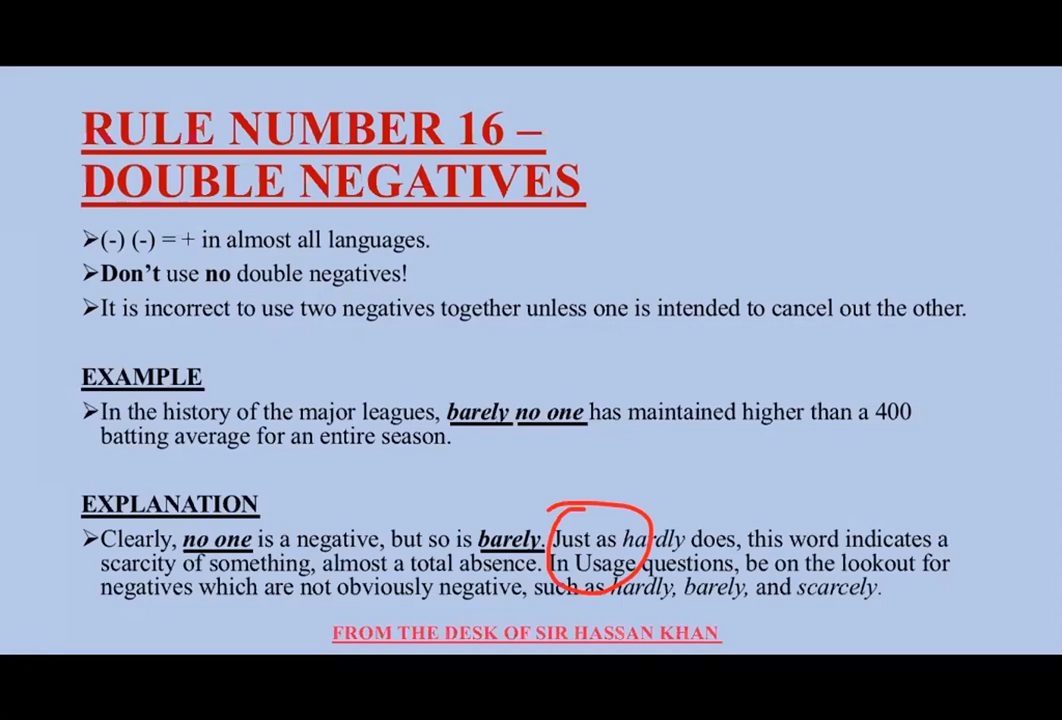 RULE NUMBER 16 –
DOUBLE NEGATIVES
➢(-) (-) = + in almost all languages.
➢Don't use no double negatives!
➢It is incorrect to use two negatives together unless one is intended to cancel out the other.
EXAMPLE
➢In the history of the major leagues, barely no one has maintained higher than a 400
batting average for an entire season.
EXPLANATION
➢Clearly, no one is a negative, but so is barely. Just as hardly does, this word indicates a
scarcity of something, almost a total absence. In Usage questions, be on the lookout for
negatives which are not obviously negative, such as hardly, barely, and scarcely.
FROM THE DESK OF SIR HASSAN KHAN